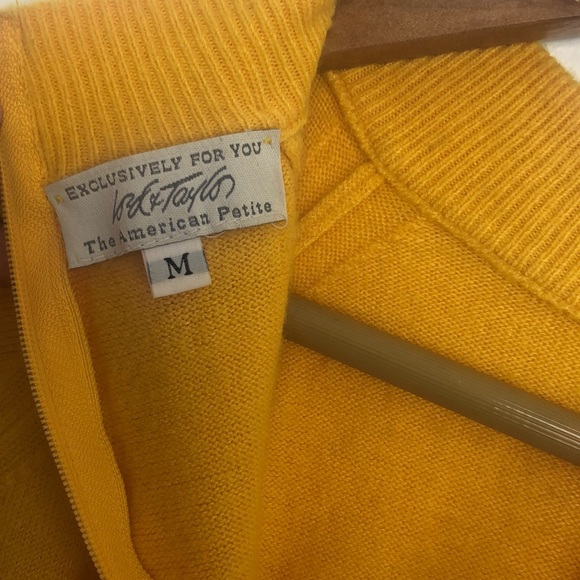 "EXCLUSIVELY FOR YOU"
Lord & Taylor
The American Petite
M